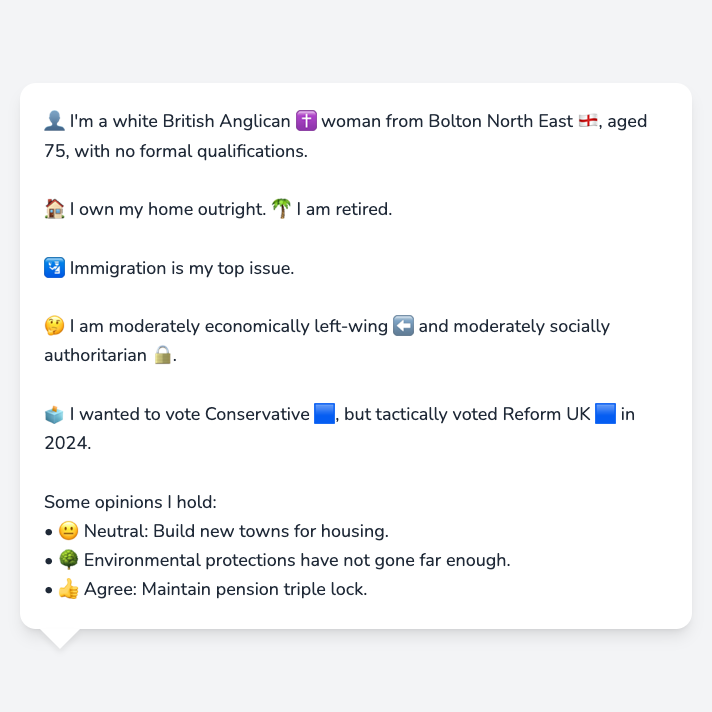 👤 I'm a white British Anglican ✝️ woman from Bolton North East 🏴󠁧󠁢󠁥󠁮󠁧󠁿, aged
75, with no formal qualifications.
🏠 I own my home outright. 🌴 I am retired.
🛂 Immigration is my top issue.
🤔 I am moderately economically left-wing ⬅️ and moderately socially
authoritarian 🔒.
🗳️ I wanted to vote Conservative 🟦, but tactically voted Reform UK 🟦 in
2024.
Some opinions I hold:
• 😐 Neutral: Build new towns for housing.
• 🌳 Environmental protections have not gone far enough.
• 👍 Agree: Maintain pension triple lock.